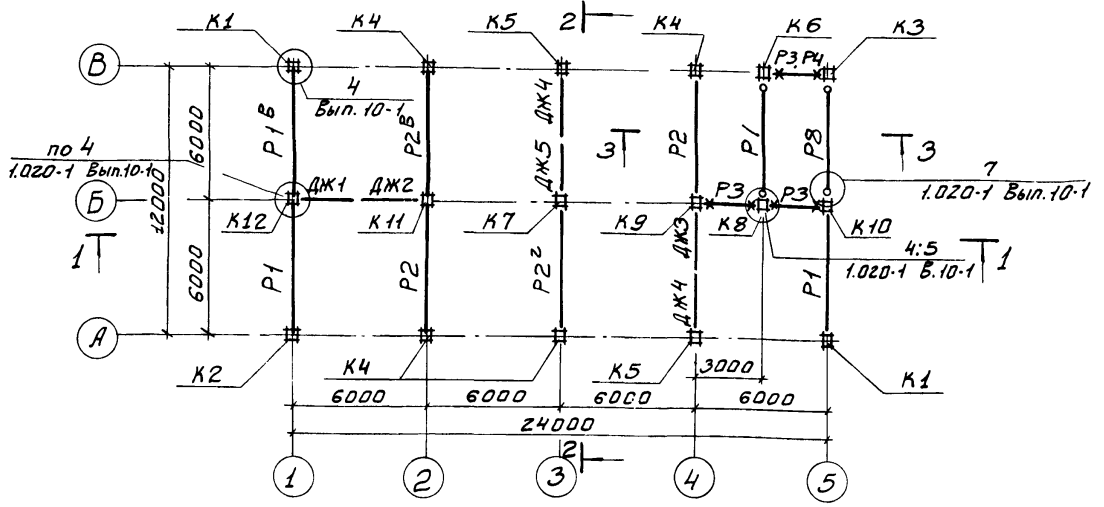 К1
К4
К5
2
К4
К6
К3
В
4
Вып. 10-1
Р3, Р4
6000
12000
Р1 В
Р2 В
ДЖ4
ДЖ5
3
Р2
Р1
Р8
3
по 4
1.020-1 Вып.10-1
7
1.020-1 Вып.10-1
Б
ДЖ1
ДЖ2
Р3
Р3
К12
К11
К7
К9
К8
К10
1
4:5
1.020-1 В.10-1
1
6000
Р1
Р2
Р2 2
ДЖ3
ДЖ4
Р1
А
К2
К4
К5
3000
К1
6000
6000
6000
6000
24000
2
1
2
3
4
5